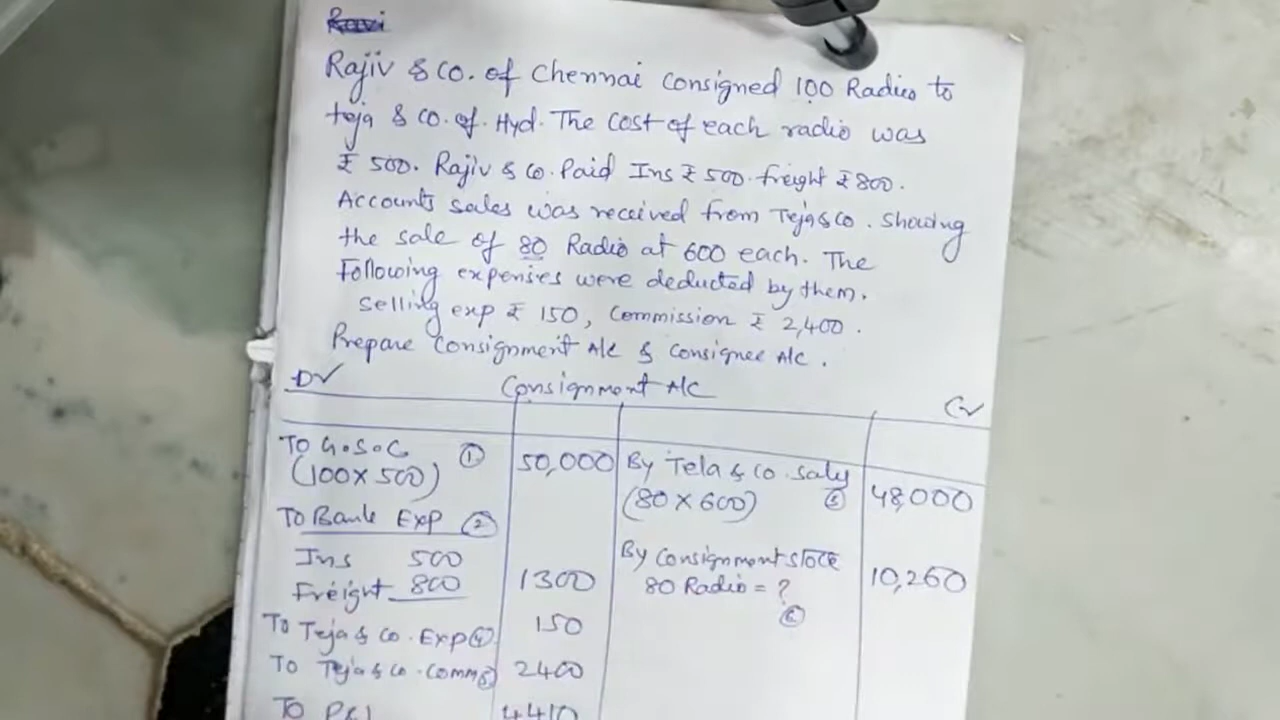 Ravi
Rajiv & co. of Chennai consigned 100 Radios to
teja & co. of. Hyd. The cost of each radio was
₹ 500. Rajiv & co. Paid Ins ₹ 500. freight ₹ 800.
Accounts sales was received from Teja & co. showing
the sale of 80 Radio at 600 each. The
Following expenses were deducted by them.
Selling exp ₹ 150, Commission ₹ 2,400.
Prepare Consignment A/c & Consignee A/c.
Dr Consignment A/C Cr
To G.S.O.C ① 50,000 By Tela & co. sales
(100 x 500) (80 x 600) ⑤ 48,000
To Bank Exp ②
Ins 500 By Consignment stock
Freight 800 1300 80 Radio = ? 10,260
⑥
To Teja & co. Exp ④ 150
To Teja & co. comm 2400
To P&L 4410